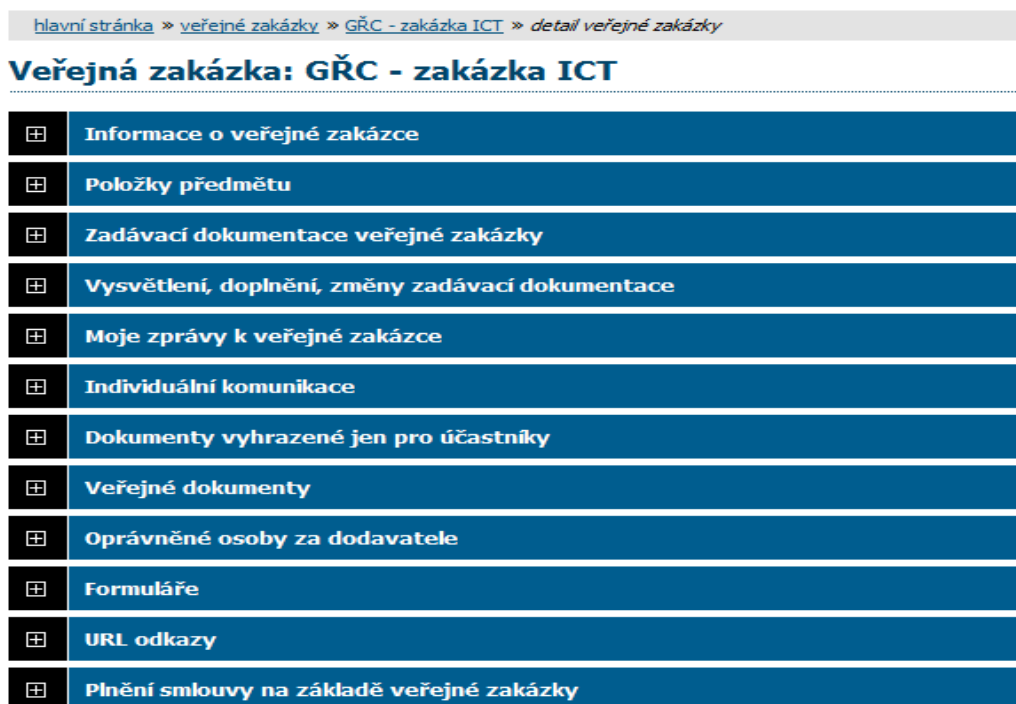 hlavní stránka » veřejné zakázky » GŘC - zakázka ICT » detail veřejné zakázky
Veřejná zakázka: GŘC - zakázka ICT
Informace o veřejné zakázce
Položky předmětu
Zadávací dokumentace veřejné zakázky
Vysvětlení, doplnění, změny zadávací dokumentace
Moje zprávy k veřejné zakázce
Individuální komunikace
Dokumenty vyhrazené jen pro účastníky
Veřejné dokumenty
Oprávněné osoby za dodavatele
Formuláře
URL odkazy
Plnění smlouvy na základě veřejné zakázky